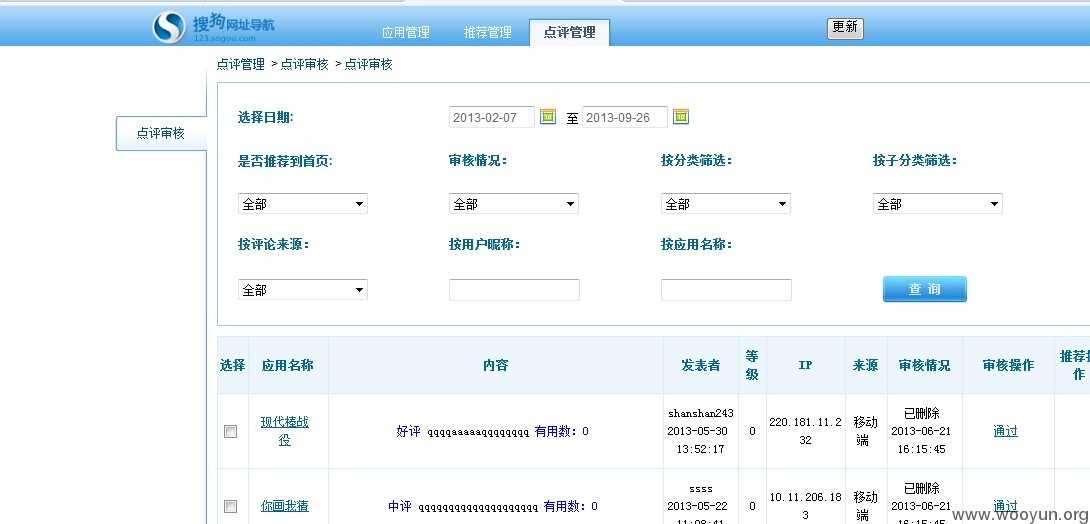 搜狗网址导航
123.sogou.com
应用管理 推荐管理 点评管理 更新
点评管理 > 点评审核 > 点评审核
点评审核
选择日期: 2013-02-07 至 2013-09-26
是否推荐到首页: 审核情况: 按分类筛选: 按子分类筛选:
全部 全部 全部 全部
按评论来源: 按用户昵称: 按应用名称:
全部 查 询
选择 应用名称 内容 发表者 等级 IP 来源 审核情况 审核操作 推荐操作
现代棒战役 好评 qqqqaaaaaqqqqqqqq 有用数: 0 shanshan243 2013-05-30 13:52:17 0 220.181.11.232 移动端 已删除 2013-06-21 16:15:45 通过
你画我猜 中评 qqqqqqqqqqqqqqqqqqqq 有用数: 0 ssss 2013-05-22 11:08:41 0 10.11.206.183 移动端 已删除 2013-06-21 16:15:45 通过
www.wooyun.org